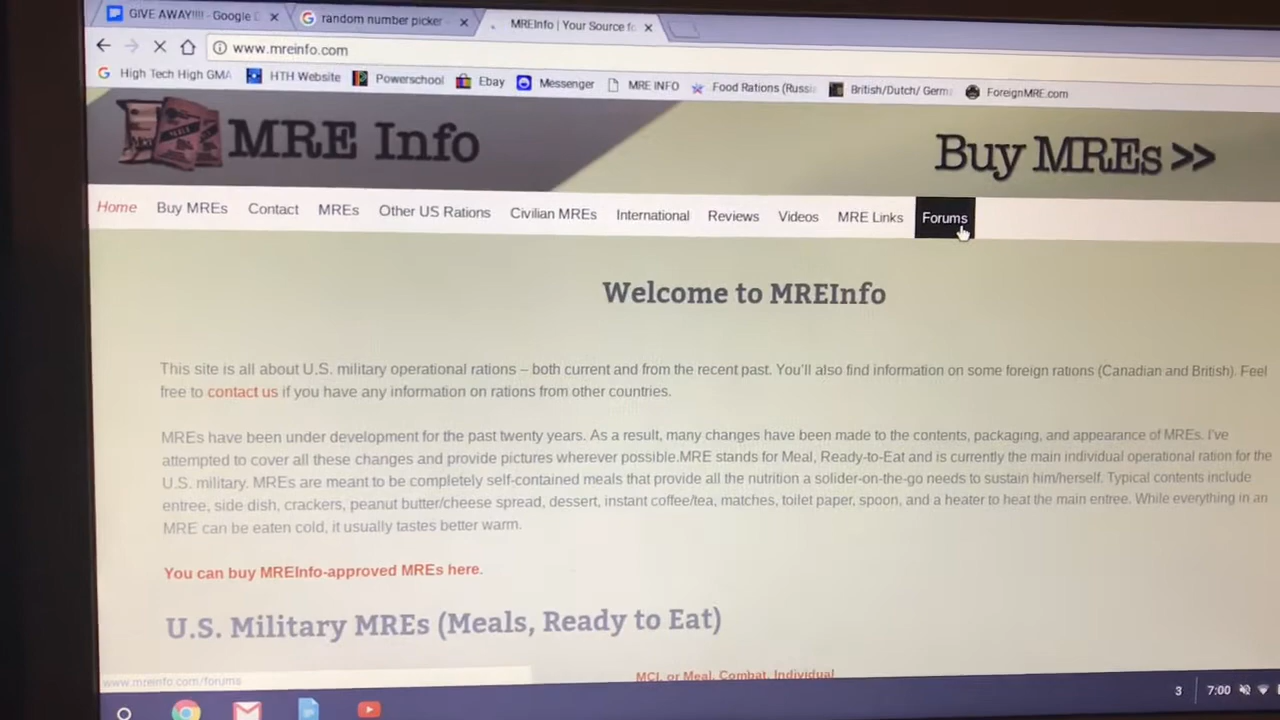 GIVE AWAY!!!! - Google
random number picker
MREInfo | Your Source fo
www.mreinfo.com
High Tech High GMA
HTH Website
Powerschool
Ebay
Messenger
MRE INFO
Food Rations (Russia
British/Dutch/ Germ
ForeignMRE.com
MRE Info
Buy MREs >>
Home
Buy MREs
Contact
MREs
Other US Rations
Civilian MREs
International
Reviews
Videos
MRE Links
Forums
Welcome to MREInfo
This site is all about U.S. military operational rations – both current and from the recent past. You'll also find information on some foreign rations (Canadian and British). Feel
free to contact us if you have any information on rations from other countries.
MREs have been under development for the past twenty years. As a result, many changes have been made to the contents, packaging, and appearance of MREs. I've
attempted to cover all these changes and provide pictures wherever possible.MRE stands for Meal, Ready-to-Eat and is currently the main individual operational ration for the
U.S. military. MREs are meant to be completely self-contained meals that provide all the nutrition a solider-on-the-go needs to sustain him/herself. Typical contents include
entree, side dish, crackers, peanut butter/cheese spread, dessert, instant coffee/tea, matches, toilet paper, spoon, and a heater to heat the main entree. While everything in an
MRE can be eaten cold, it usually tastes better warm.
You can buy MREInfo-approved MREs here.
U.S. Military MREs (Meals, Ready to Eat)
MCI, or Meal, Combat, Individual
www.mreinfo.com/forums
3
7:00